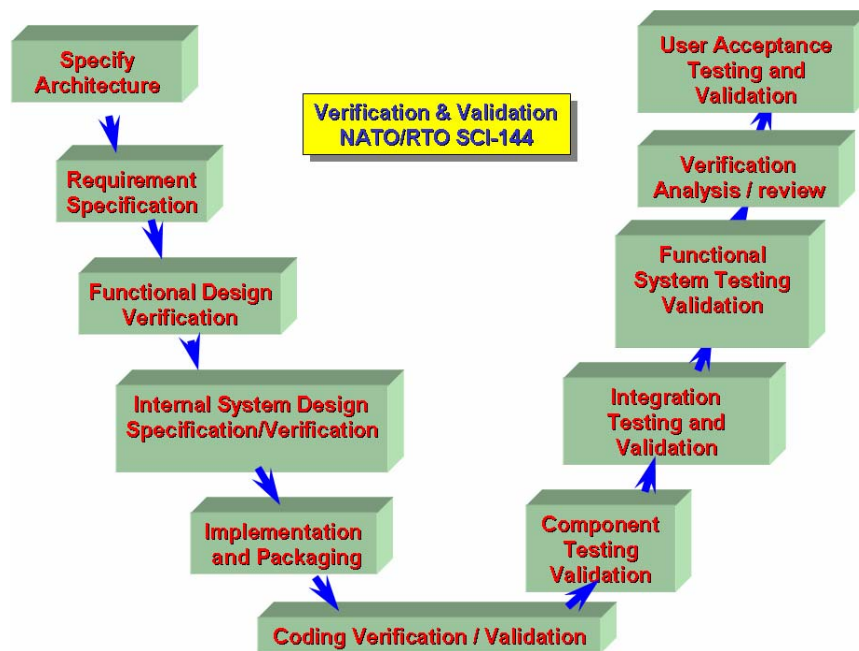 Specify
Architecture
Verification & Validation
NATO/RTO SCI-144
Requirement
Specification
Functional Design
Verification
Internal System Design
Specification/Verification
Implementation
and Packaging
Coding Verification / Validation
Component
Testing
Validation
Integration
Testing and
Validation
Functional
System Testing
Validation
Verification
Analysis / review
User Acceptance
Testing and
Validation